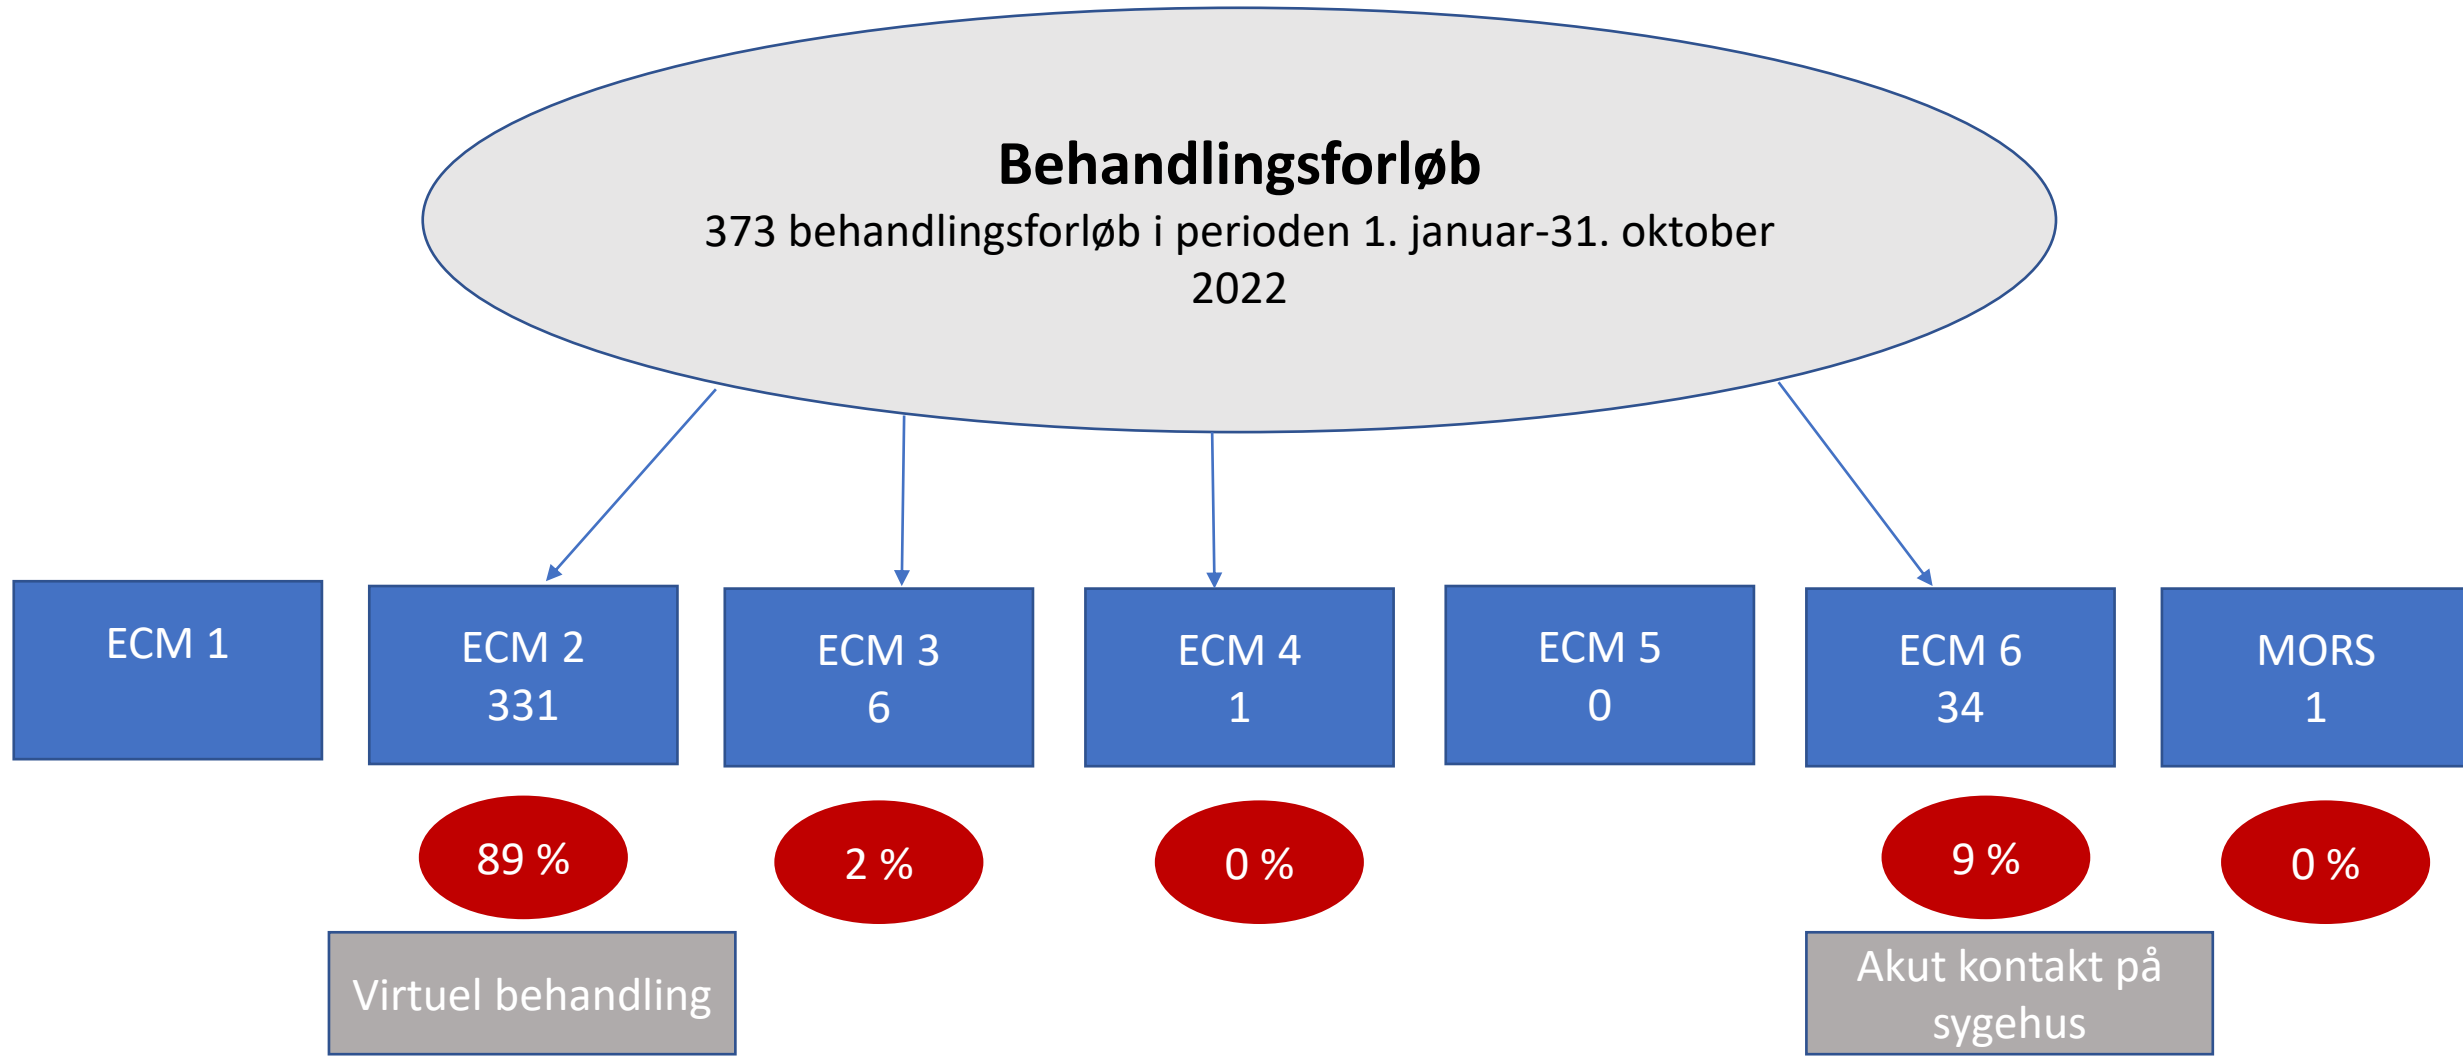 Behandlingsforløb
373 behandlingsforløb i perioden 1. januar-31. oktober
2022
ECM 1
ECM 2
331
ECM 3
6
ECM 4
1
ECM 5
0
ECM 6
34
MORS
1
89 %
2 %
0 %
9 %
0 %
Virtuel behandling
Akut kontakt på
sygehus